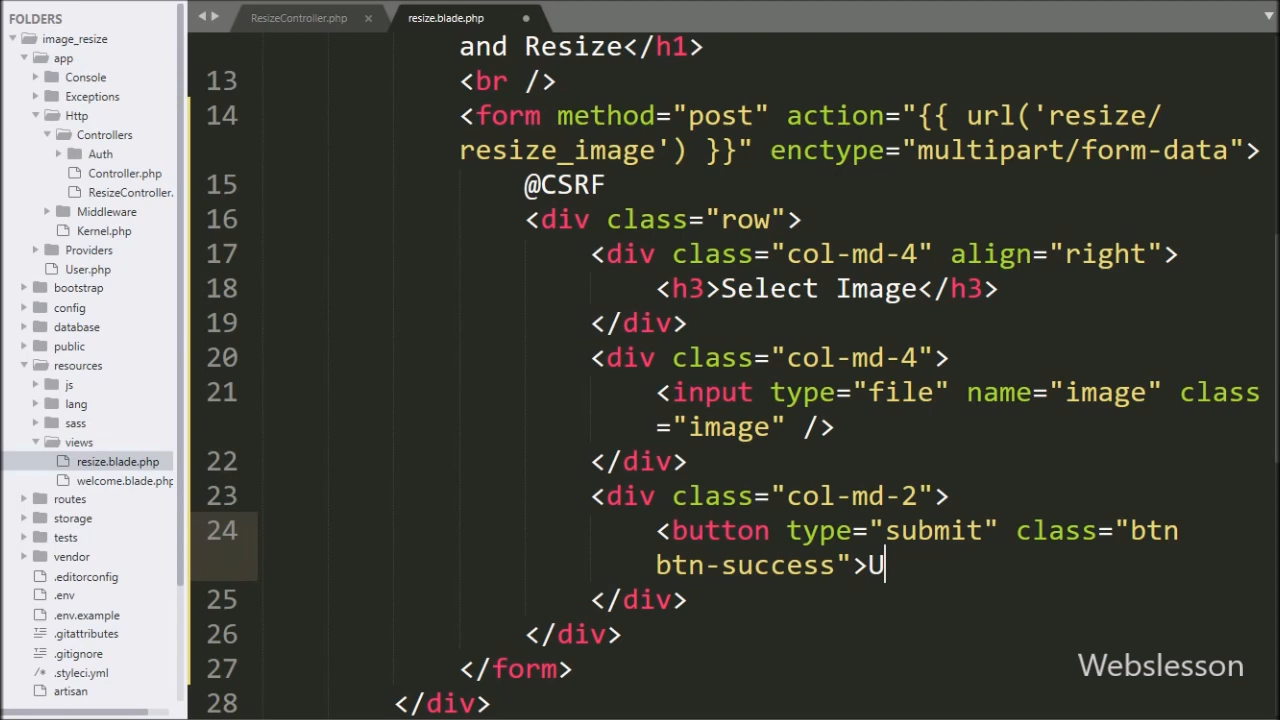 FOLDERS
image_resize
app
Console
Exceptions
Http
Controllers
Auth
Controller.php
ResizeController.
Middleware
Kernel.php
Providers
User.php
bootstrap
config
database
public
resources
js
lang
sass
views
resize.blade.php
welcome.blade.php
routes
storage
tests
vendor
.editorconfig
.env
.env.example
.gitattributes
.gitignore
.styleci.yml
artisan
ResizeController.php
resize.blade.php
and Resize</h1>
13 <br />
14 <form method="post" action="{{ url('resize/
resize_image') }}" enctype="multipart/form-data">
15 @CSRF
16 <div class="row">
17 <div class="col-md-4" align="right">
18 <h3>Select Image</h3>
19 </div>
20 <div class="col-md-4">
21 <input type="file" name="image" class
="image" />
22 </div>
23 <div class="col-md-2">
24 <button type="submit" class="btn
btn-success">U
25 </div>
26 </div>
27 </form>
28 </div>
Webslesson